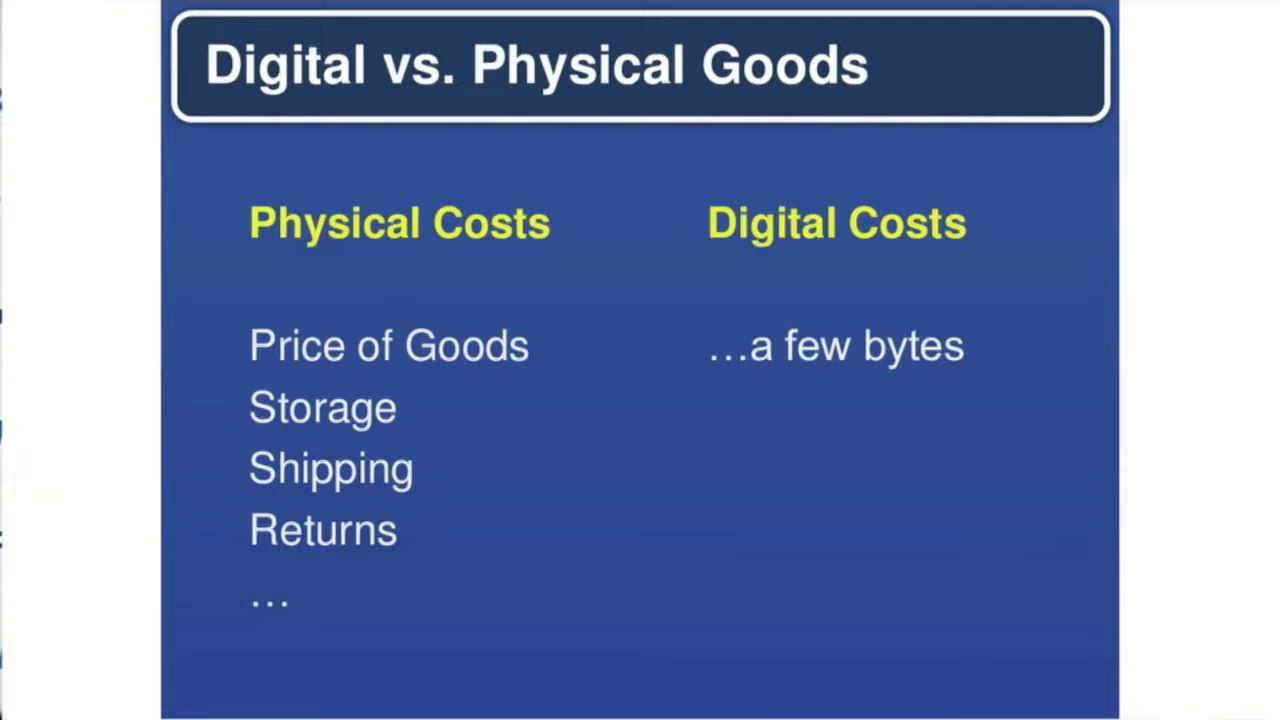 Digital vs. Physical Goods
Physical Costs
Price of Goods
Storage
Shipping
Returns
…
Digital Costs
…a few bytes